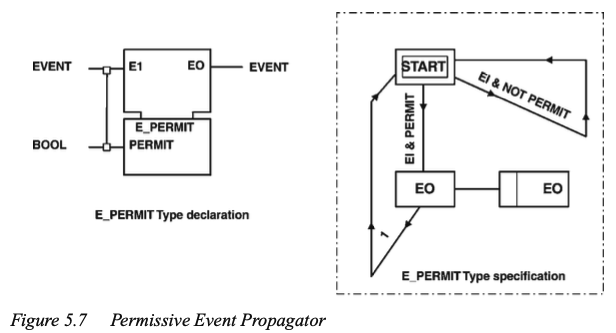 EVENT
E1
EO
EVENT
E_PERMIT
BOOL
PERMIT
E_PERMIT Type declaration
START
EI & NOT PERMIT
EI & PERMIT
EO
EO
1
E_PERMIT Type specification
Figure 5.7 Permissive Event Propagator